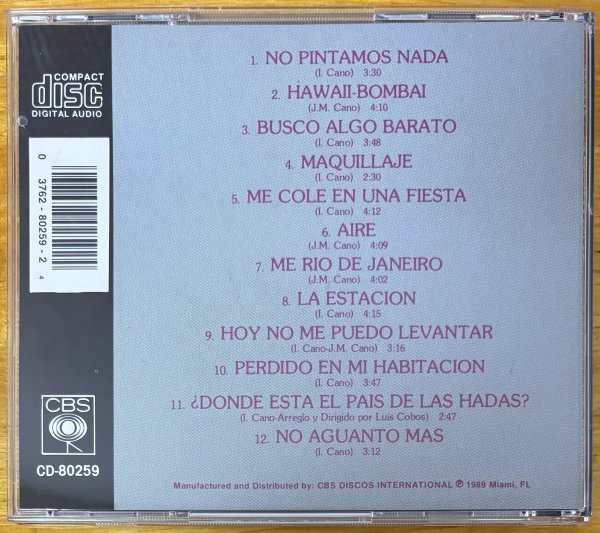 COMPACT
disc
DIGITAL AUDIO
0 3762-80259-2 4
CBS
CD-80259
1. NO PINTAMOS NADA
(I. Cano) 3:30
2. HAWAII-BOMBAI
(J.M. Cano) 4:10
3. BUSCO ALGO BARATO
(I. Cano) 3:48
4. MAQUILLAJE
(I. Cano) 2:30
5. ME COLE EN UNA FIESTA
(I. Cano) 4:12
6. AIRE
(J.M. Cano) 4:09
7. ME RIO DE JANEIRO
(J.M. Cano) 4:02
8. LA ESTACION
(I. Cano) 4:15
9. HOY NO ME PUEDO LEVANTAR
(I. Cano-J.M. Cano) 3:16
10. PERDIDO EN MI HABITACION
(I. Cano) 3:47
11. ¿DONDE ESTA EL PAIS DE LAS HADAS?
(I. Cano-Arreglo y Dirigido por Luis Cobos) 2:47
12. NO AGUANTO MAS
(I. Cano) 3:12
Manufactured and Distributed by: CBS DISCOS INTERNATIONAL ℗ 1989 Miami, FL